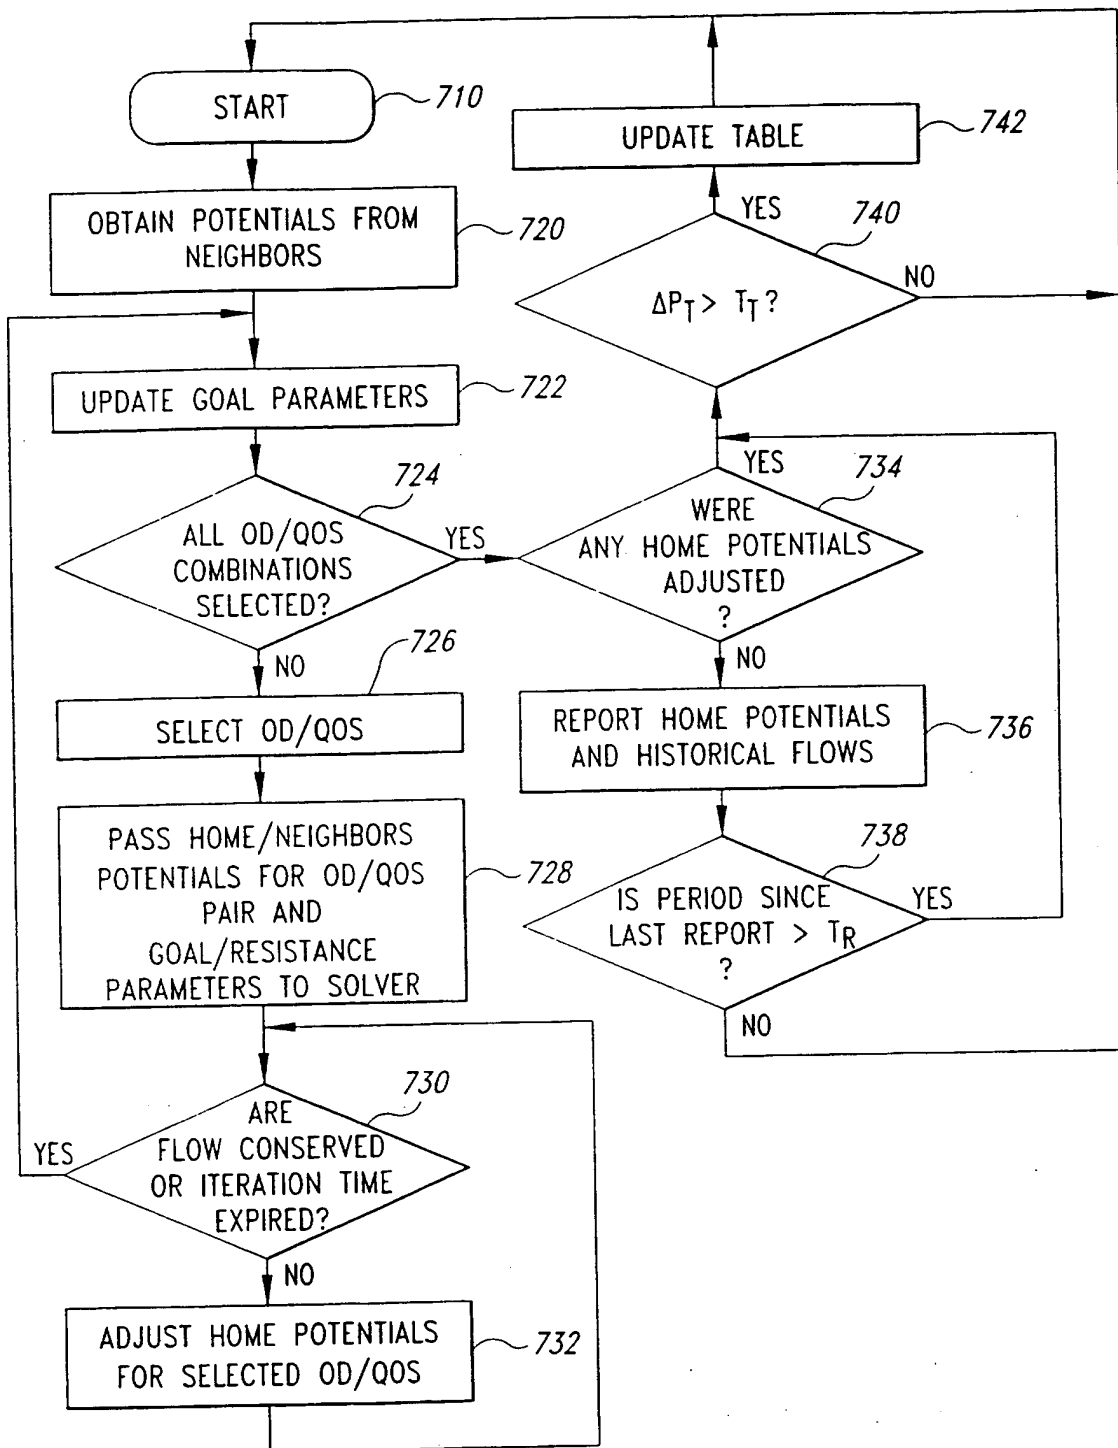 START
710
OBTAIN POTENTIALS FROM
NEIGHBORS
720
UPDATE GOAL PARAMETERS
722
724
ALL OD/QOS
COMBINATIONS
SELECTED?
YES
NO
726
SELECT OD/QOS
PASS HOME/NEIGHBORS
POTENTIALS FOR OD/QOS
PAIR AND
GOAL/RESISTANCE
PARAMETERS TO SOLVER
728
730
ARE
FLOW CONSERVED
OR ITERATION TIME
EXPIRED?
YES
NO
ADJUST HOME POTENTIALS
FOR SELECTED OD/QOS
732
UPDATE TABLE
742
YES
740
ΔPT > TT ?
NO
YES
734
WERE
ANY HOME POTENTIALS
ADJUSTED
?
NO
REPORT HOME POTENTIALS
AND HISTORICAL FLOWS
736
738
IS PERIOD SINCE
LAST REPORT > TR
?
YES
NO